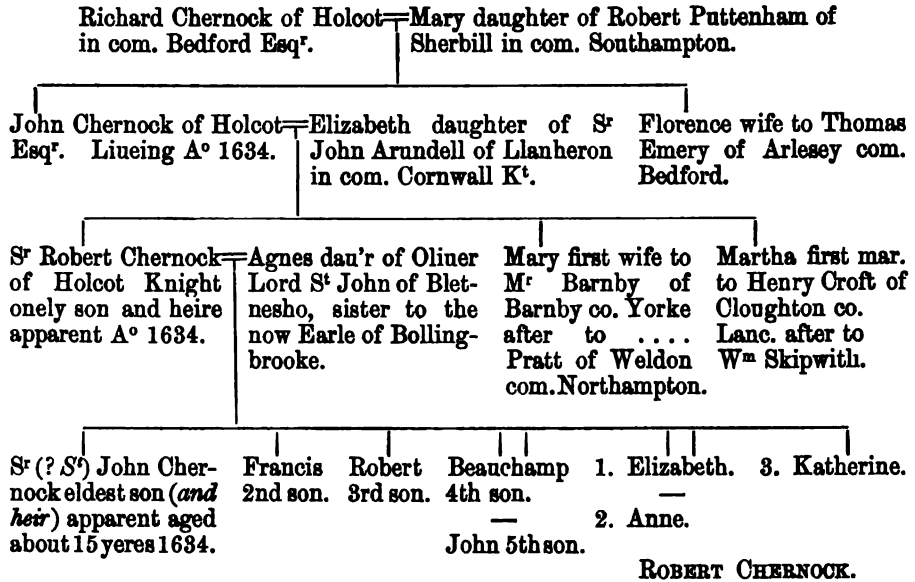 Richard Chernock of Holcot
in com. Bedford Esqʳ.
Mary daughter of Robert Puttenham of
Sherbill in com. Southampton.
John Chernock of Holcot
Esqʳ. Liueing Aº 1634.
Elizabeth daughter of Sʳ
John Arundell of Llanheron
in com. Cornwall Kᵗ.
Florence wife to Thomas
Emery of Arlesey com.
Bedford.
Sʳ Robert Chernock
of Holcot Knight
onely son and heire
apparent Aº 1634.
Agnes dau'r of Oliuer
Lord Sᵗ John of Blet-
nesho, sister to the
now Earle of Bolling-
brooke.
Mary first wife to
Mʳ Barnby of
Barnby co. Yorke
after to ....
Pratt of Weldon
com. Northampton.
Martha first mar.
to Henry Croft of
Cloughton co.
Lanc. after to
Wᵐ Skipwith.
Sʳ (? Sᵗ) John Cher-
nock eldest son (and
heir) apparent aged
about 15 yeres 1634.
Francis
2nd son.
Robert
3rd son.
Beauchamp
4th son.
—
John 5th son.
1. Elizabeth.
—
2. Anne.
3. Katherine.
ROBERT CHERNOCK.